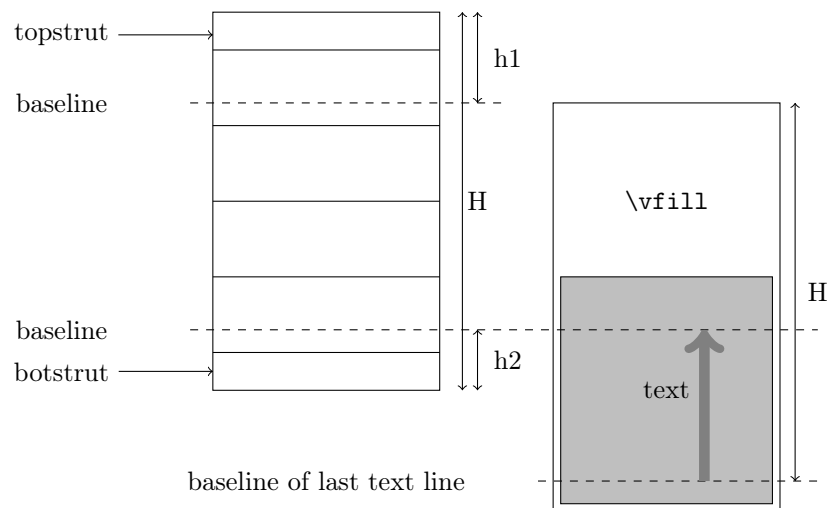 topstrut
h1
baseline
H
\vfill
H
baseline
h2
botstrut
text
baseline of last text line